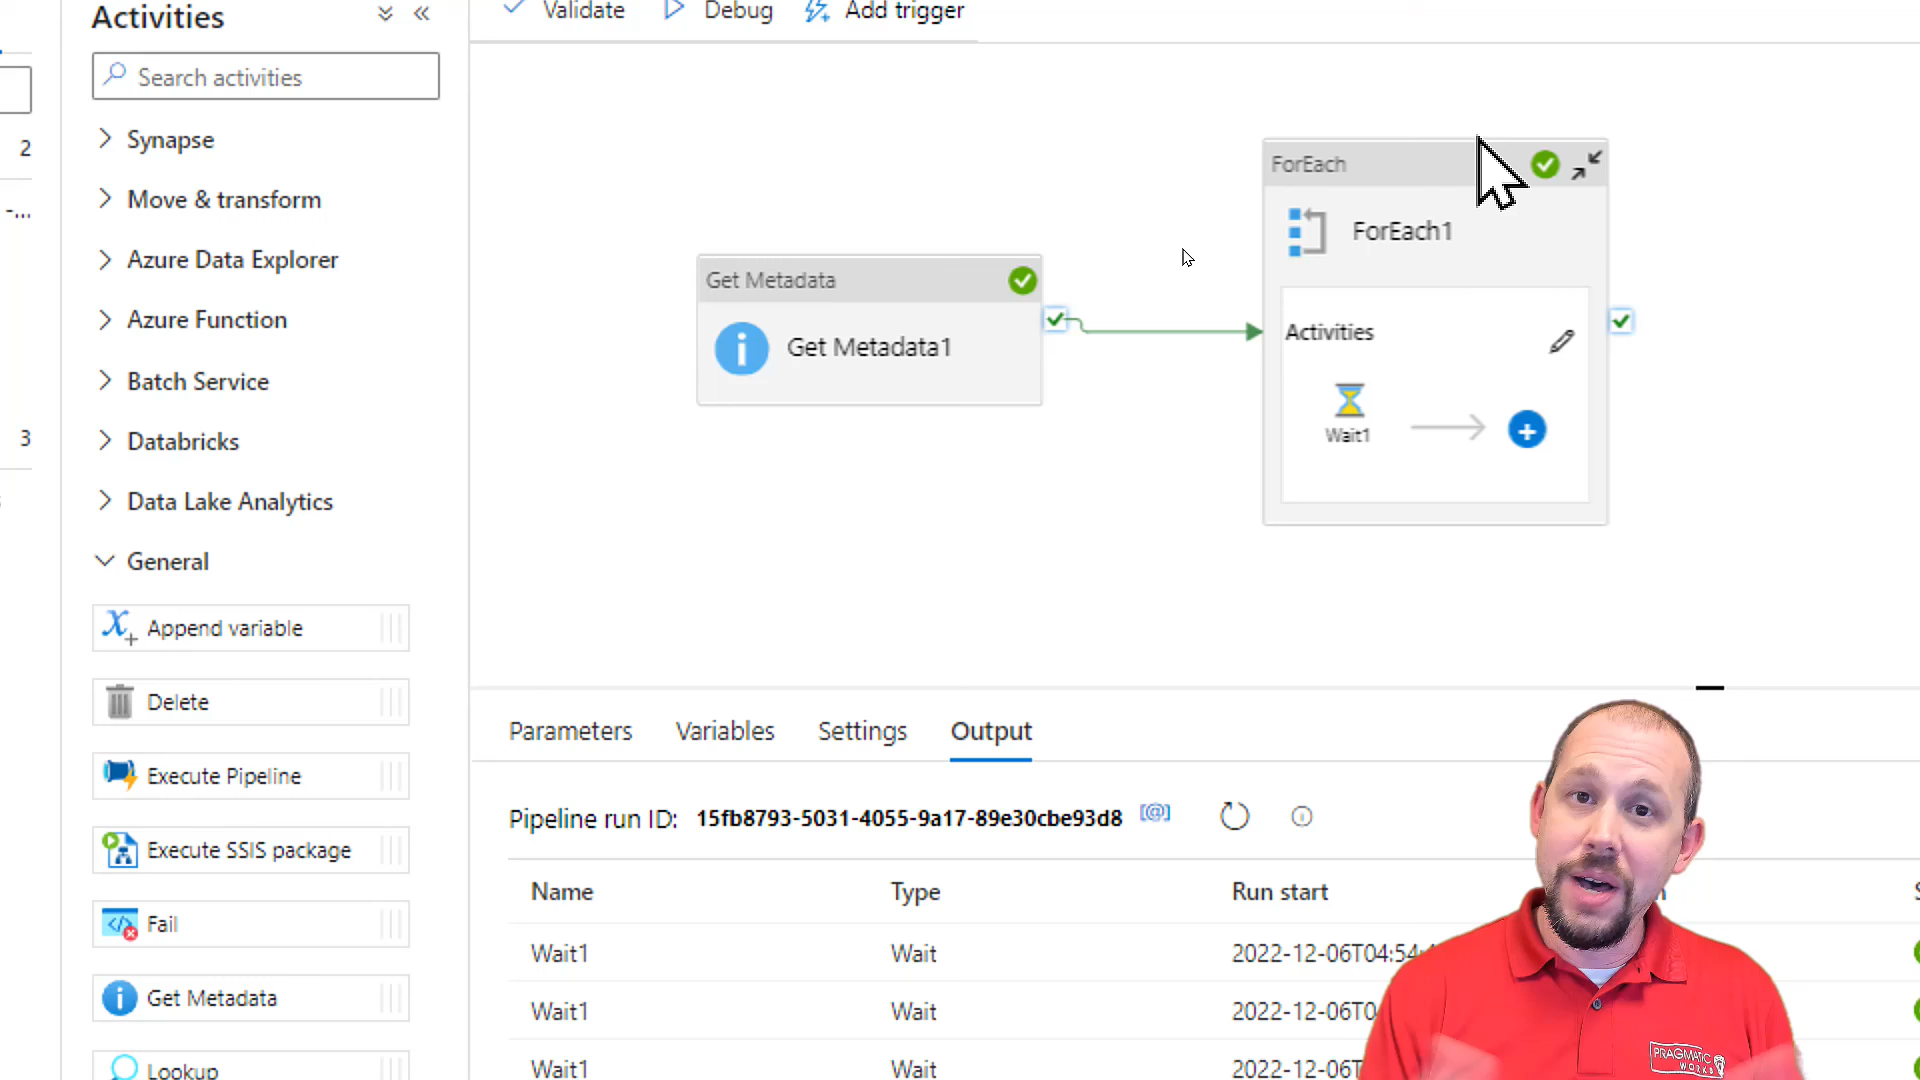 Activities
Validate
Debug
Add trigger
Search activities
2
-...
3
Synapse
Move & transform
Azure Data Explorer
Azure Function
Batch Service
Databricks
Data Lake Analytics
General
Append variable
Delete
Execute Pipeline
Execute SSIS package
Fail
Get Metadata
Lookup
Get Metadata
Get Metadata1
ForEach
ForEach1
Activities
Wait1
Parameters Variables Settings Output
Pipeline run ID: 15fb8793-5031-4055-9a17-89e30cbe93d8
Name Type Run start
Wait1 Wait 2022-12-06T04:54:
Wait1 Wait 2022-12-06T0
Wait1 Wait 2022-12-06T
PRAGMATIC
WORKS